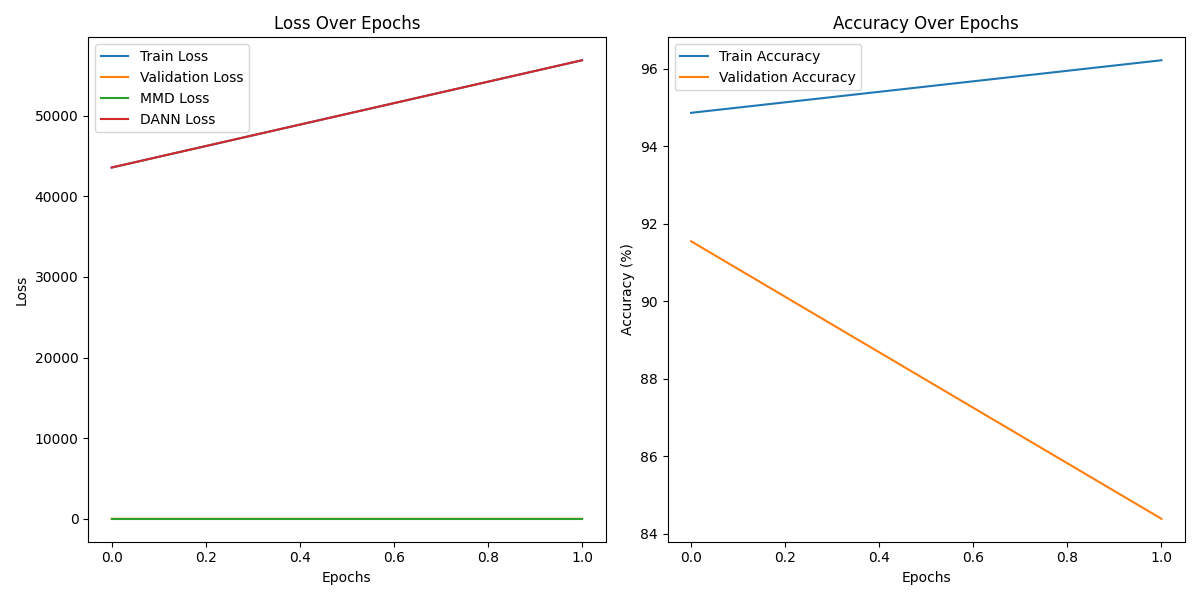 Loss Over Epochs
Train Loss
Validation Loss
MMD Loss
DANN Loss
50000
40000
30000
20000
10000
0
Loss
0.0 0.2 0.4 0.6 0.8 1.0
Epochs
Accuracy Over Epochs
Train Accuracy
Validation Accuracy
96
94
92
90
88
86
84
Accuracy (%)
0.0 0.2 0.4 0.6 0.8 1.0
Epochs